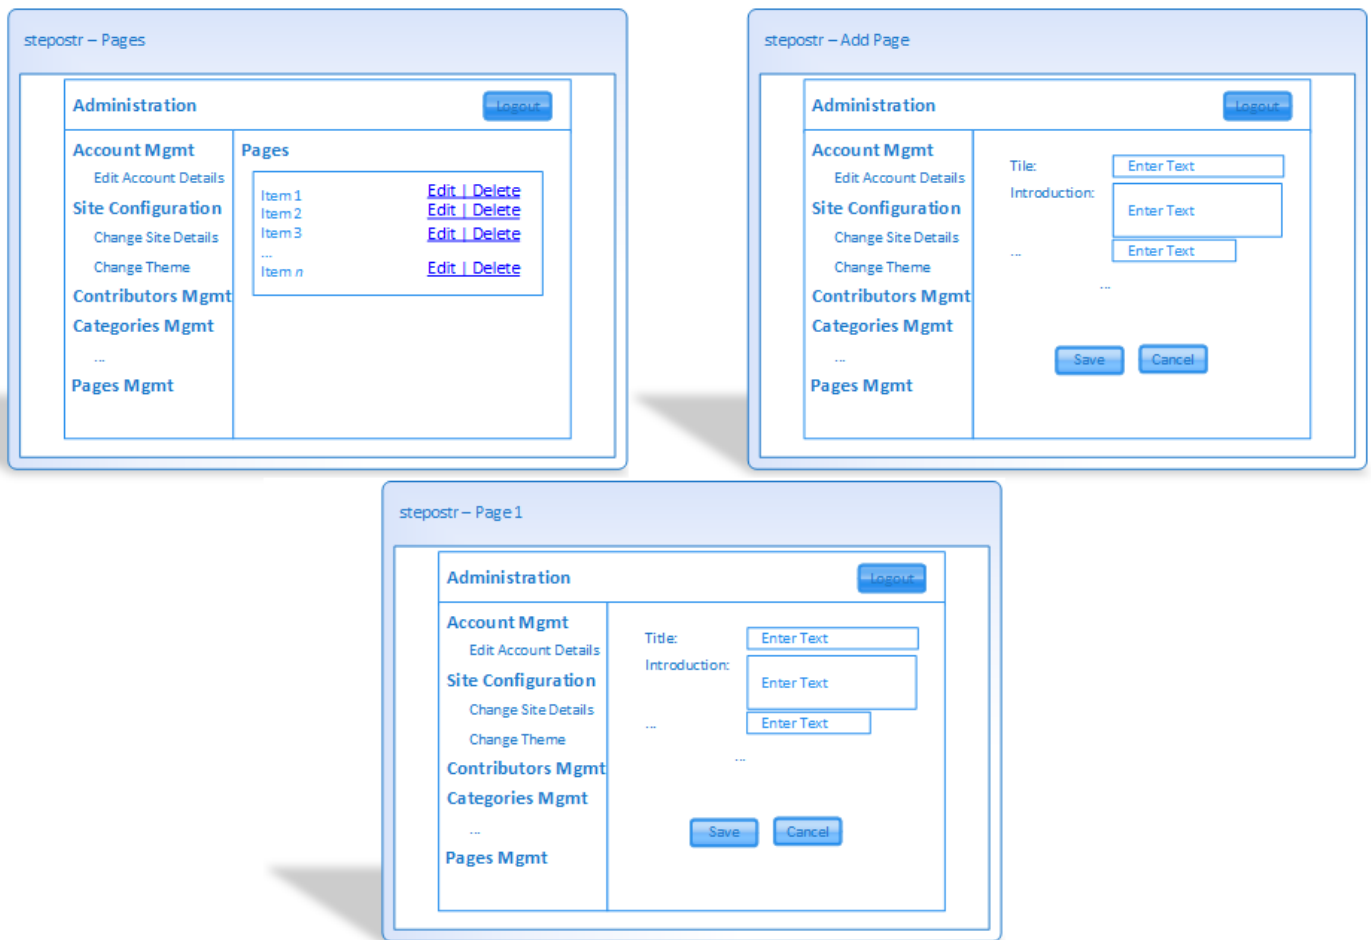 stepostr – Pages
Administration
Logout
Account Mgmt
Edit Account Details
Site Configuration
Change Site Details
Change Theme
Contributors Mgmt
Categories Mgmt
...
Pages Mgmt
Pages
Item 1 Edit | Delete
Item 2 Edit | Delete
Item 3 Edit | Delete
...
Item n Edit | Delete
stepostr – Add Page
Administration
Logout
Account Mgmt
Edit Account Details
Site Configuration
Change Site Details
Change Theme
Contributors Mgmt
Categories Mgmt
...
Pages Mgmt
Tile: Enter Text
Introduction: Enter Text
... Enter Text
...
Save Cancel
stepostr – Page 1
Administration
Logout
Account Mgmt
Edit Account Details
Site Configuration
Change Site Details
Change Theme
Contributors Mgmt
Categories Mgmt
...
Pages Mgmt
Title: Enter Text
Introduction: Enter Text
... Enter Text
...
Save Cancel